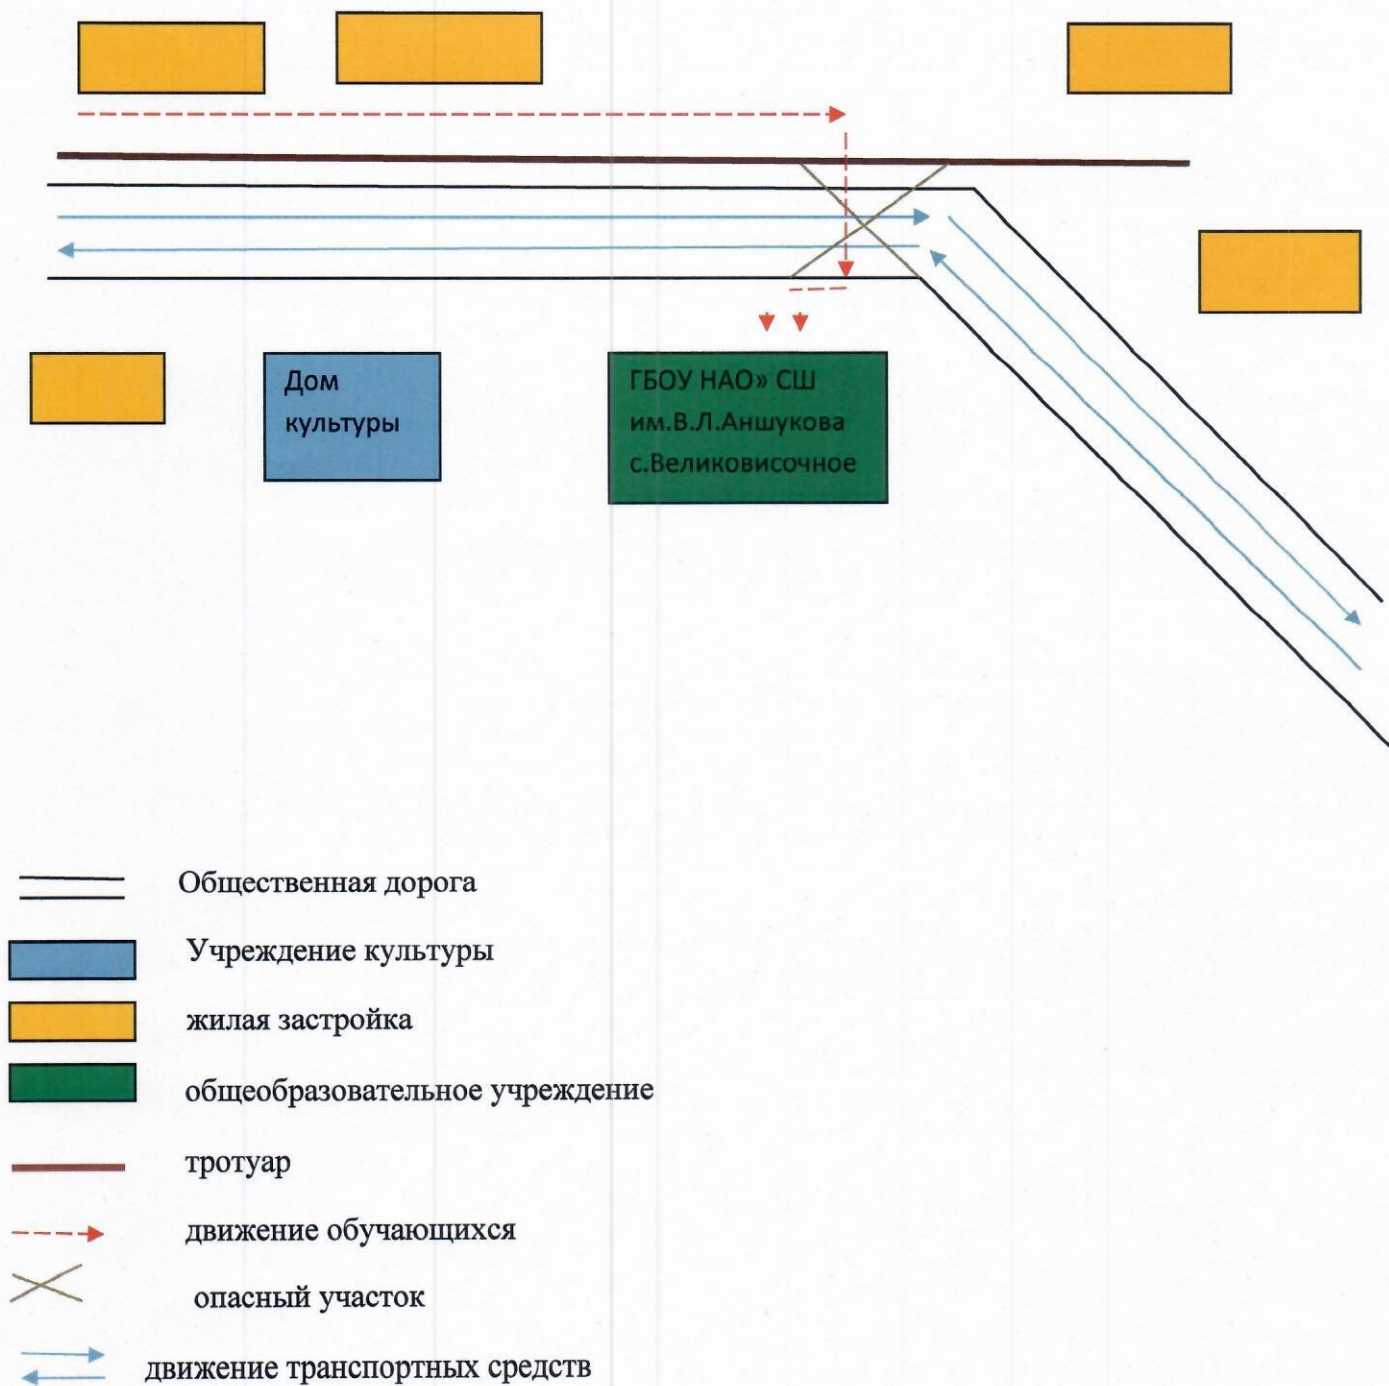 Дом
культуры
ГБОУ НАО» СШ
им.В.Л.Аншукова
с.Великовисочное
Общественная дорога
Учреждение культуры
жилая застройка
общеобразовательное учреждение
тротуар
движение обучающихся
опасный участок
движение транспортных средств